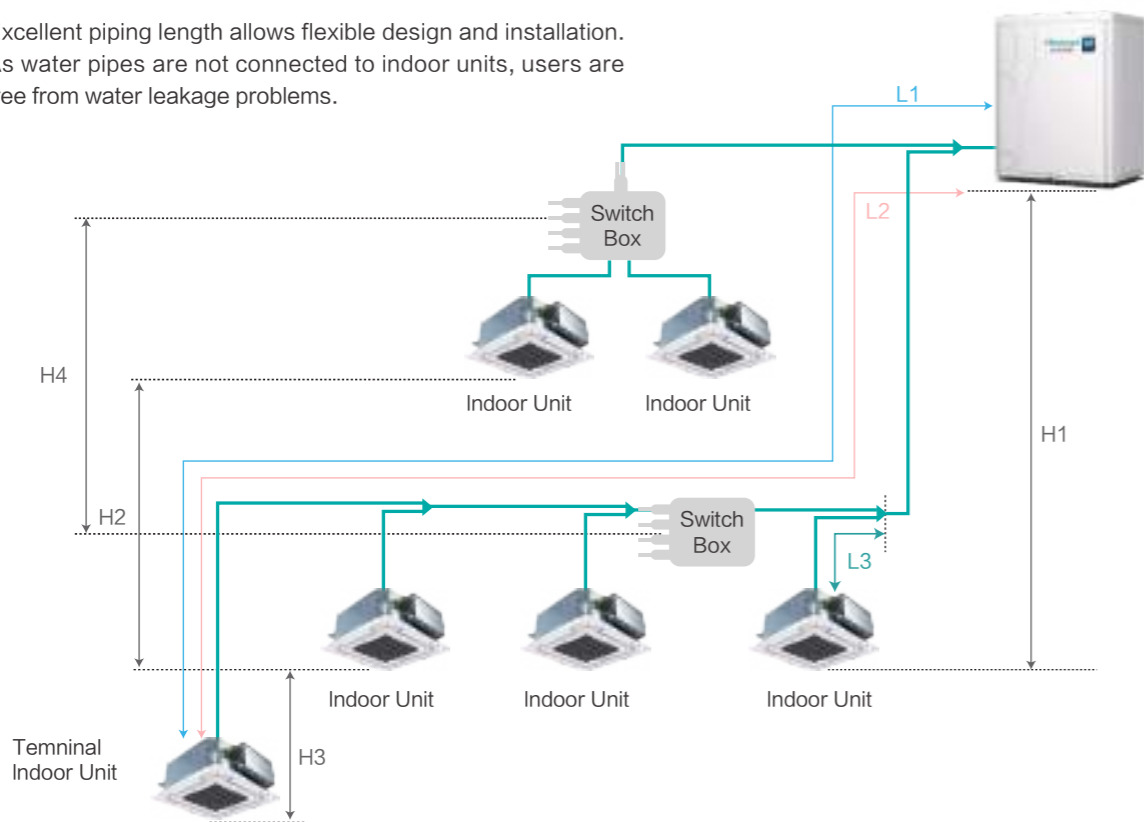 xcellent piping length allows flexible design and installation.
As water pipes are not connected to indoor units, users are
ree from water leakage problems.
L1
L2
Switch
Box
H4
Indoor Unit
Indoor Unit
H1
H2
Switch
Box
L3
Indoor Unit
Indoor Unit
Indoor Unit
Temninal
Indoor Unit
H3